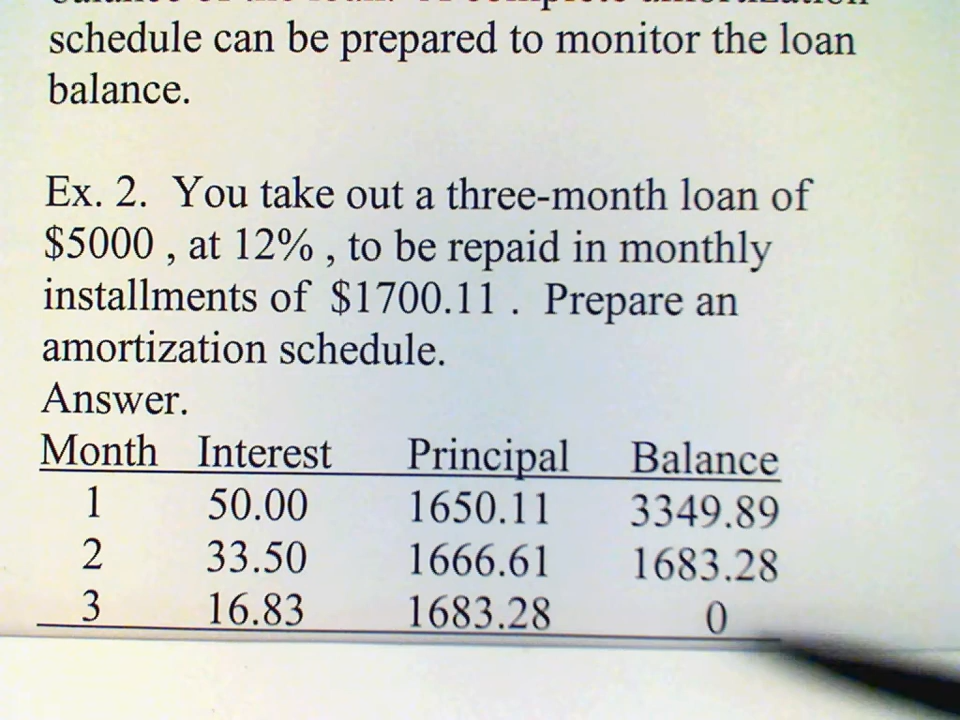 schedule can be prepared to monitor the loan
balance.
Ex. 2. You take out a three-month loan of
$5000 , at 12% , to be repaid in monthly
installments of $1700.11 . Prepare an
amortization schedule.
Answer.
Month Interest Principal Balance
1 50.00 1650.11 3349.89
2 33.50 1666.61 1683.28
3 16.83 1683.28 0